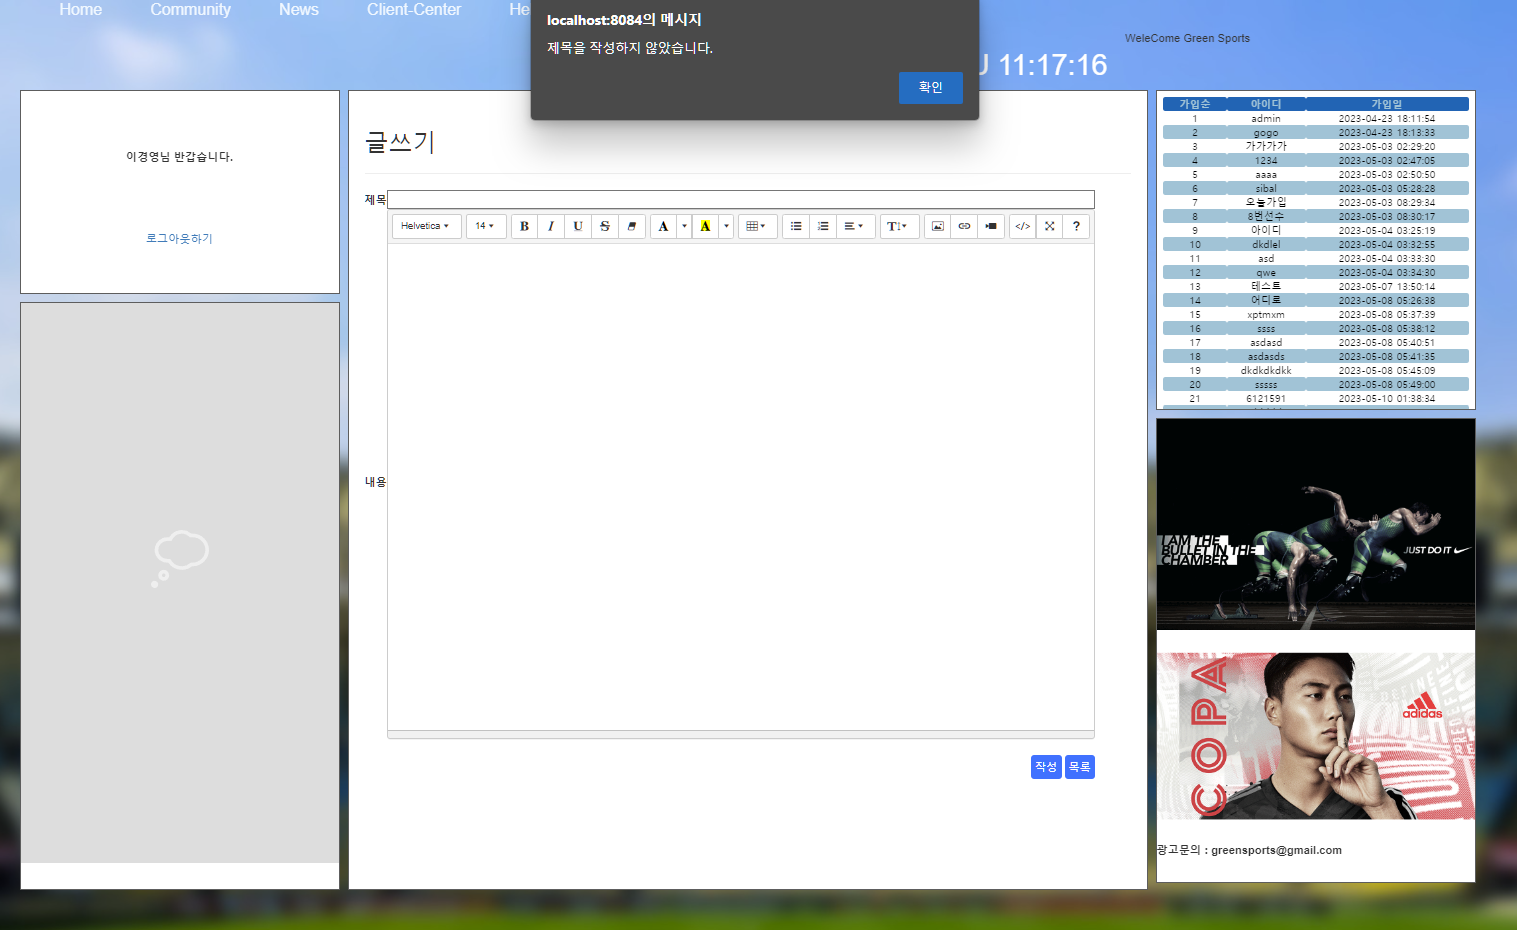 Home Community News Client-Center He
localhost:8084의 메시지
제목을 작성하지 않았습니다.
확인
WeleCome Green Sports
11:17:16
이경영님 반갑습니다.
로그아웃하기
글쓰기
제목
Helvetica 14 B I U S A A T </> ?
내용
작성 목록
가입순 아이디 가입일
1 admin 2023-04-23 18:11:54
2 gogo 2023-04-23 18:13:33
3 가가가가 2023-05-03 02:29:20
4 1234 2023-05-03 02:47:05
5 aaaa 2023-05-03 02:50:50
6 sibal 2023-05-03 05:28:28
7 오늘가입 2023-05-03 08:29:34
8 8번선수 2023-05-03 08:30:17
9 아이디 2023-05-04 03:25:19
10 dkdlel 2023-05-04 03:32:55
11 asd 2023-05-04 03:33:30
12 qwe 2023-05-04 03:34:30
13 테스트 2023-05-07 13:50:14
14 어디로 2023-05-08 05:26:38
15 xptmxm 2023-05-08 05:37:39
16 ssss 2023-05-08 05:38:12
17 asdasd 2023-05-08 05:40:51
18 asdasds 2023-05-08 05:41:35
19 dkdkdkdkk 2023-05-08 05:45:09
20 sssss 2023-05-08 05:49:00
21 6121591 2023-05-10 01:38:34
I AM THE
BULLET IN THE
CHAMBER
JUST DO IT
COPA
adidas
광고문의 : greensports@gmail.com